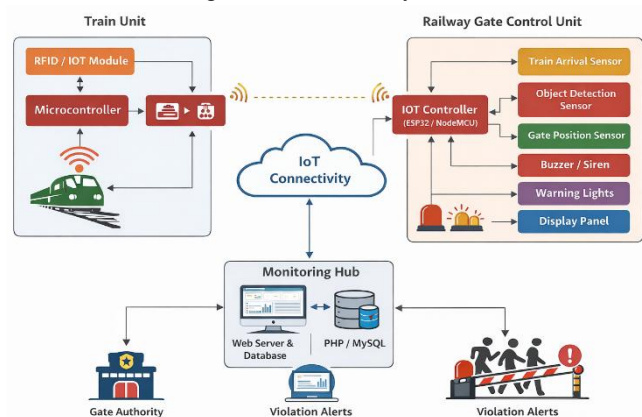 Train Unit
RFID / IOT Module
Microcontroller
Railway Gate Control Unit
IOT Controller
(ESP32 / NodeMCU)
Train Arrival Sensor
Object Detection
Sensor
Gate Position Sensor
Buzzer / Siren
Warning Lights
Display Panel
IoT
Connectivity
Monitoring Hub
Web Server &
Database
PHP / MySQL
Gate Authority
Violation Alerts
Violation Alerts